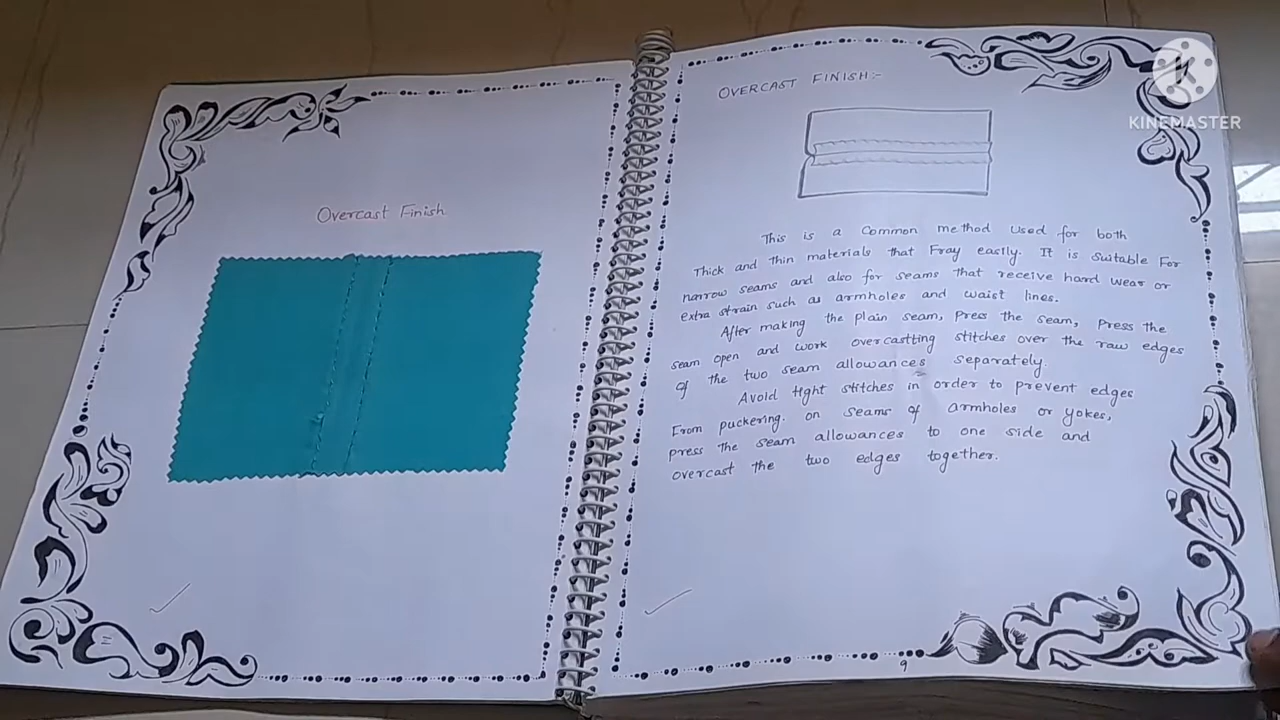 Overcast Finish
OVERCAST FINISH:-
This is a Common method used for both
Thick and thin materials that Fray easily. It is suitable For
narrow seams and also for seams that receive hard wear or
extra strain such as armholes and waist lines.
After making the plain seam, Press the seam, Press the
seam open and work overcastting stitches over the raw edges
of the two seam allowances separately.
Avoid tight stitches in order to prevent edges
From puckering. on seams of armholes or yokes,
press the seam allowances to one side and
overcast the two edges together.
9
KINEMASTER